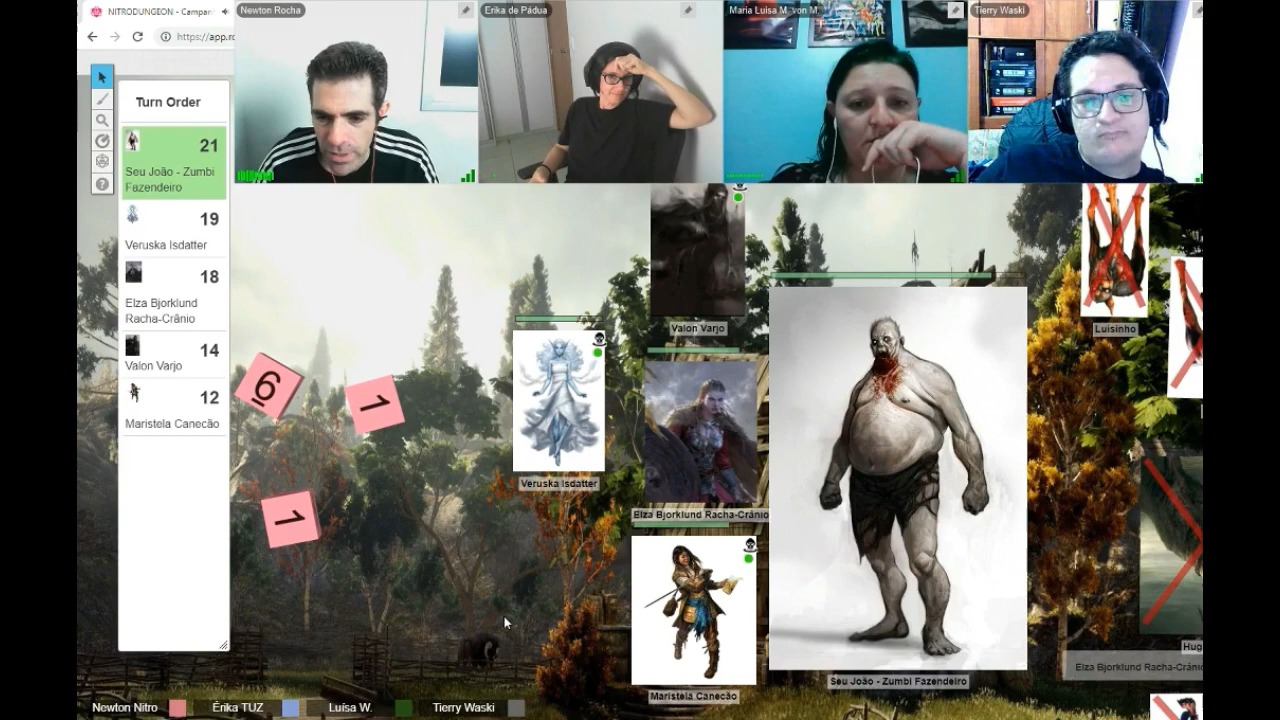 NITRODUNGEON - Campan
https://app.ro
Newton Rocha
Erika de Pádua
Maria Luisa M. von M.
Tierry Waski
Turn Order
21
Seu João - Zumbi
Fazendeiro
19
Veruska Isdatter
18
Elza Bjorklund
Racha-Crânio
14
Valon Varjo
12
Maristela Canecão
6
1
1
Valon Varjo
Luisinho
Veruska Isdatter
Elza Bjorklund Racha-Crânio
Hug
Elza Bjorklund Racha-Crânio
Seu João - Zumbi Fazendeiro
Maristela Canecão
Newton Nitro
Érika TUZ
Luísa W.
Tierry Waski